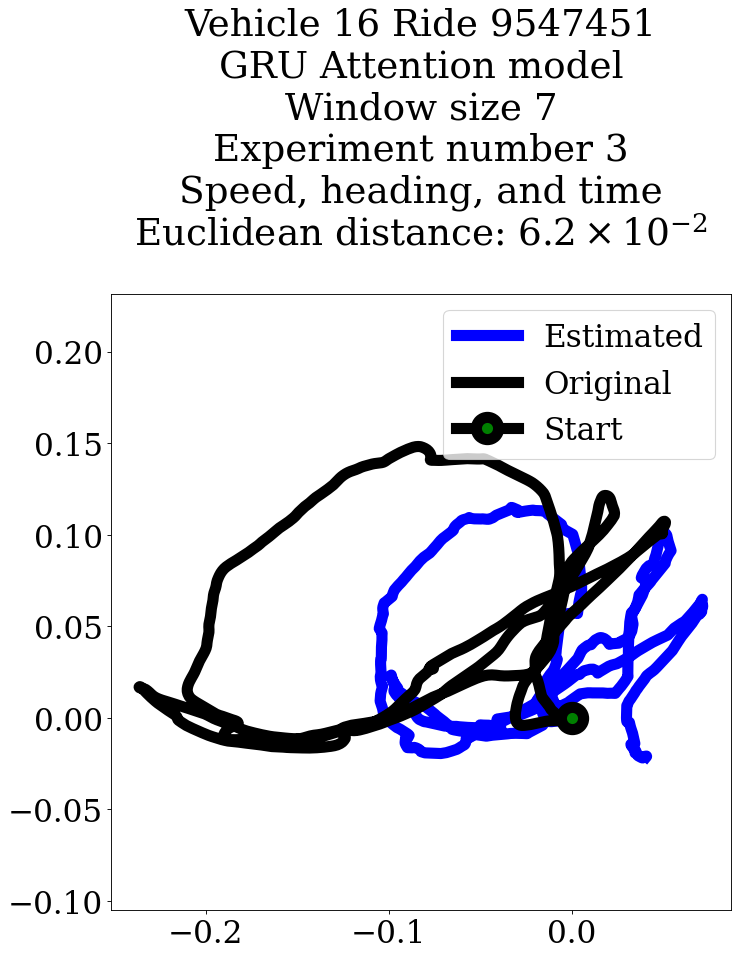 Vehicle 16 Ride 9547451
GRU Attention model
Window size 7
Experiment number 3
Speed, heading, and time
Euclidean distance: 6.2 × 10⁻²
Estimated
Original
Start
0.20
0.15
0.10
0.05
0.00
−0.05
−0.10
−0.2
−0.1
0.0